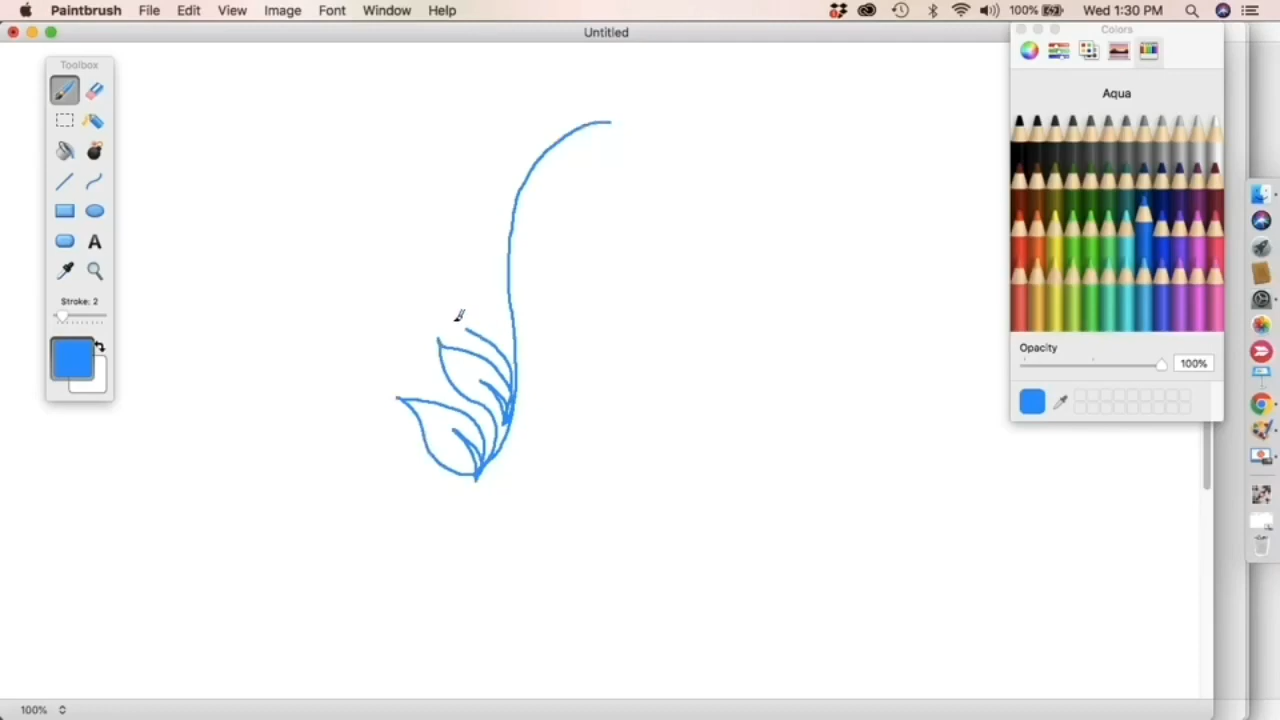 Paintbrush File Edit View Image Font Window Help 100% Wed 1:30 PM
Untitled
Colors
Toolbox
Aqua
A
Stroke: 2
Opacity
100%
100%